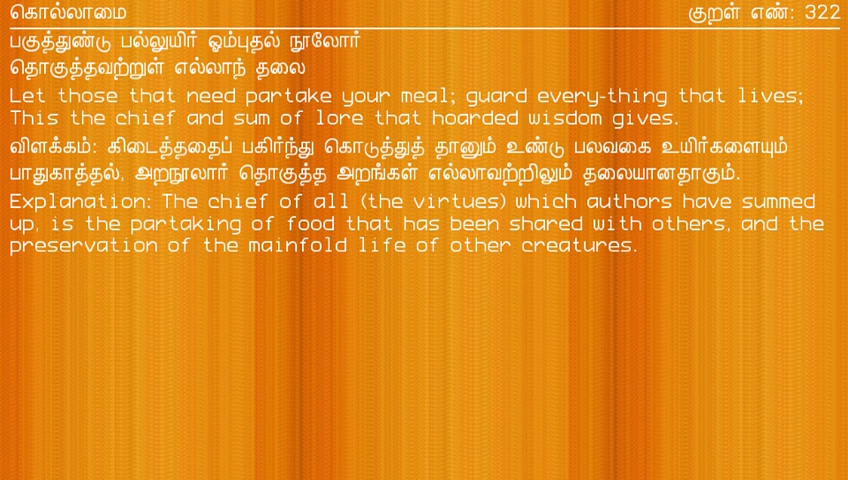 கொல்லாமை
குறள் எண்: 322
பகுத்துண்டு பல்லுயிர் ஓம்புதல் நூலோர்
தொகுத்தவற்றுள் எல்லாந் தலை
Let those that need partake your meal; guard every-thing that lives;
This the chief and sum of lore that hoarded wisdom gives.
விளக்கம்: கிடைத்ததைப் பகிர்ந்து கொடுத்துத் தானும் உண்டு பலவகை உயிர்களையும்
பாதுகாத்தல், அறநூலார் தொகுத்த அறங்கள் எல்லாவற்றிலும் தலையானதாகும்.
Explanation: The chief of all (the virtues) which authors have summed
up, is the partaking of food that has been shared with others, and the
preservation of the mainfold life of other creatures.